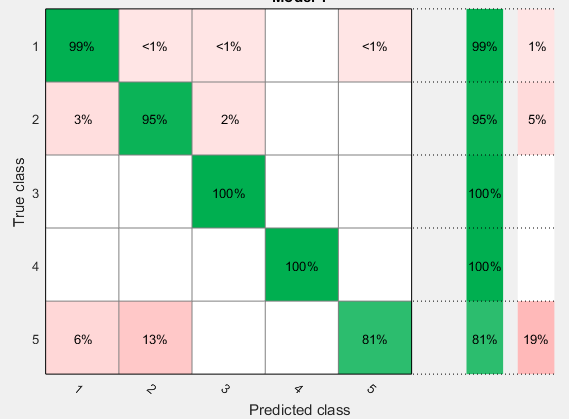 1 99% <1% <1% <1% 99% 1%
2 3% 95% 2% 95% 5%
3 100% 100%
True class
4 100% 100%
5 6% 13% 81% 81% 19%
1 2 3 4 5
Predicted class